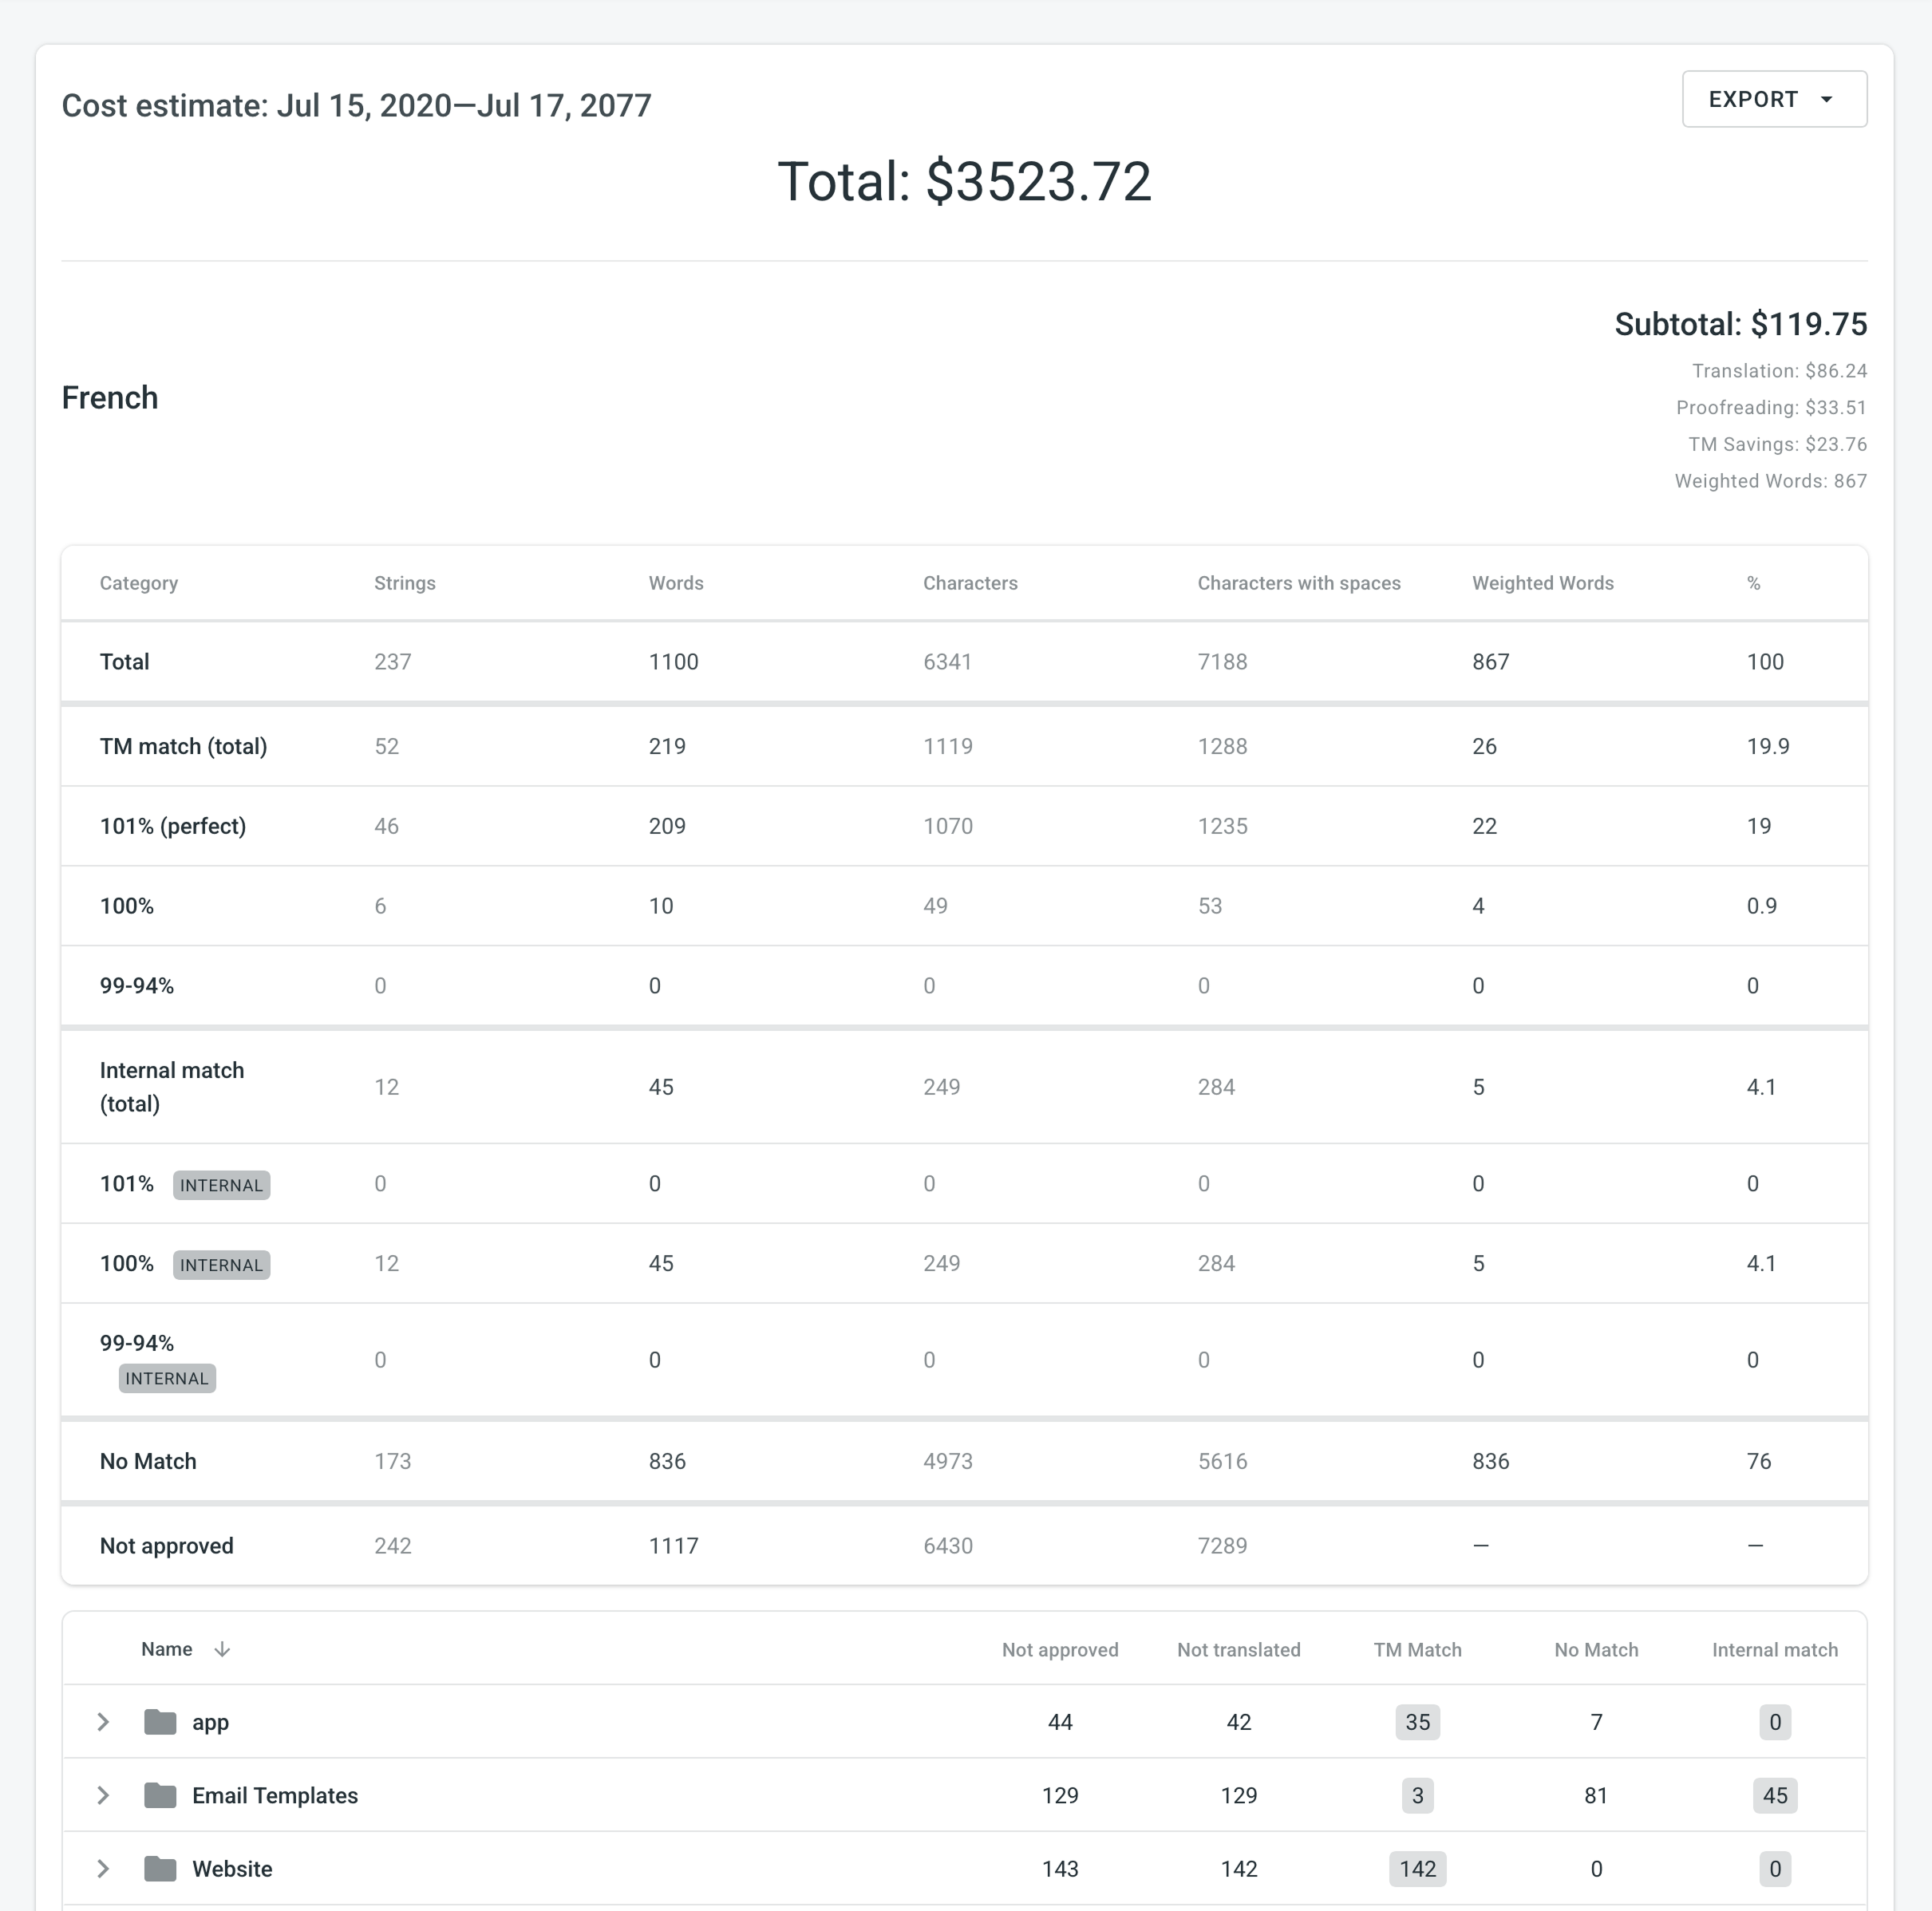 Cost estimate: Jul 15, 2020—Jul 17, 2077
EXPORT
Total: $3523.72
Subtotal: $119.75
Translation: $86.24
French
Proofreading: $33.51
TM Savings: $23.76
Weighted Words: 867
Category Strings Words Characters Characters with spaces Weighted Words %
Total 237 1100 6341 7188 867 100
TM match (total) 52 219 1119 1288 26 19.9
101% (perfect) 46 209 1070 1235 22 19
100% 6 10 49 53 4 0.9
99-94% 0 0 0 0 0 0
Internal match
(total) 12 45 249 284 5 4.1
101% INTERNAL 0 0 0 0 0 0
100% INTERNAL 12 45 249 284 5 4.1
99-94%
INTERNAL 0 0 0 0 0 0
No Match 173 836 4973 5616 836 76
Not approved 242 1117 6430 7289 — —
Name Not approved Not translated TM Match No Match Internal match
app 44 42 35 7 0
Email Templates 129 129 3 81 45
Website 143 142 142 0 0